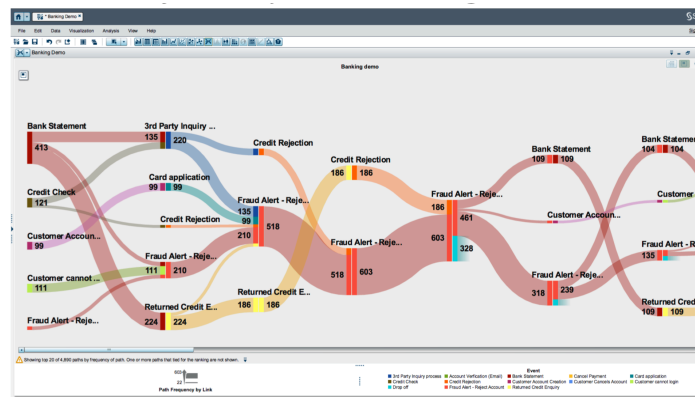 * Banking Demo *
File Edit Data Visualization Analysis View Help
Banking Demo
Banking demo
Bank Statement
413
135
3rd Party Inquiry ...
220
Credit Rejection
Credit Rejection
186 186
Bank Statement
109 109
Bank Statement
104 104
Credit Check
121
Card application
99 99
Customer Accoun...
99
Credit Rejection
Fraud Alert - Reje...
135
99
210
518
Fraud Alert - Reje...
186
603
461
328
Customer Accoun...
Customer
Customer cannot ...
111
Fraud Alert - Reje...
111 210
Fraud Alert - Reje...
518 603
Fraud Alert - R
135
Fraud Alert - Reje...
318 239
Fraud Alert - Reje...
Returned Credit E...
224 224
Returned Credit E...
186 186
Returned Cred
109 109
Showing top 20 of 4,890 paths by frequency of path. One or more paths that tied for the ranking are not shown.
603
22
Path Frequency by Link
Event
3rd Party Inquiry process Account Verfication (Email) Bank Statement Cancel Payment Card application
Credit Check Credit Rejection Customer Account Creation Customer Cancels Account Customer cannot login
Drop off Fraud Alert - Reject Account Returned Credit Enquiry